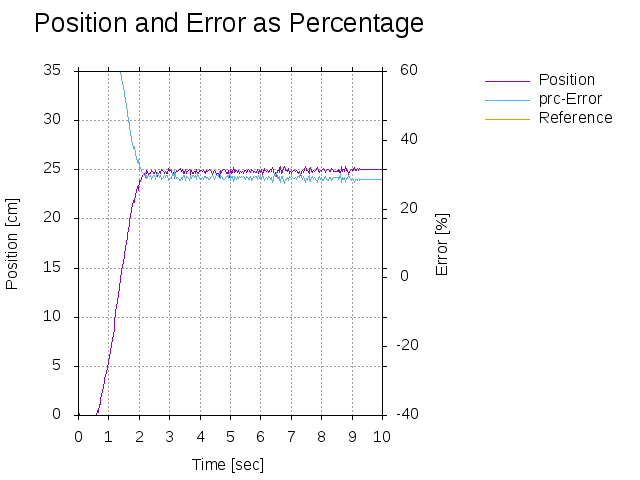 Position and Error as Percentage
35
30
25
20
15
10
5
0
60
40
20
0
-20
-40
Position [cm]
Error [%]
0 1 2 3 4 5 6 7 8 9 10
Time [sec]
Position
prc-Error
Reference